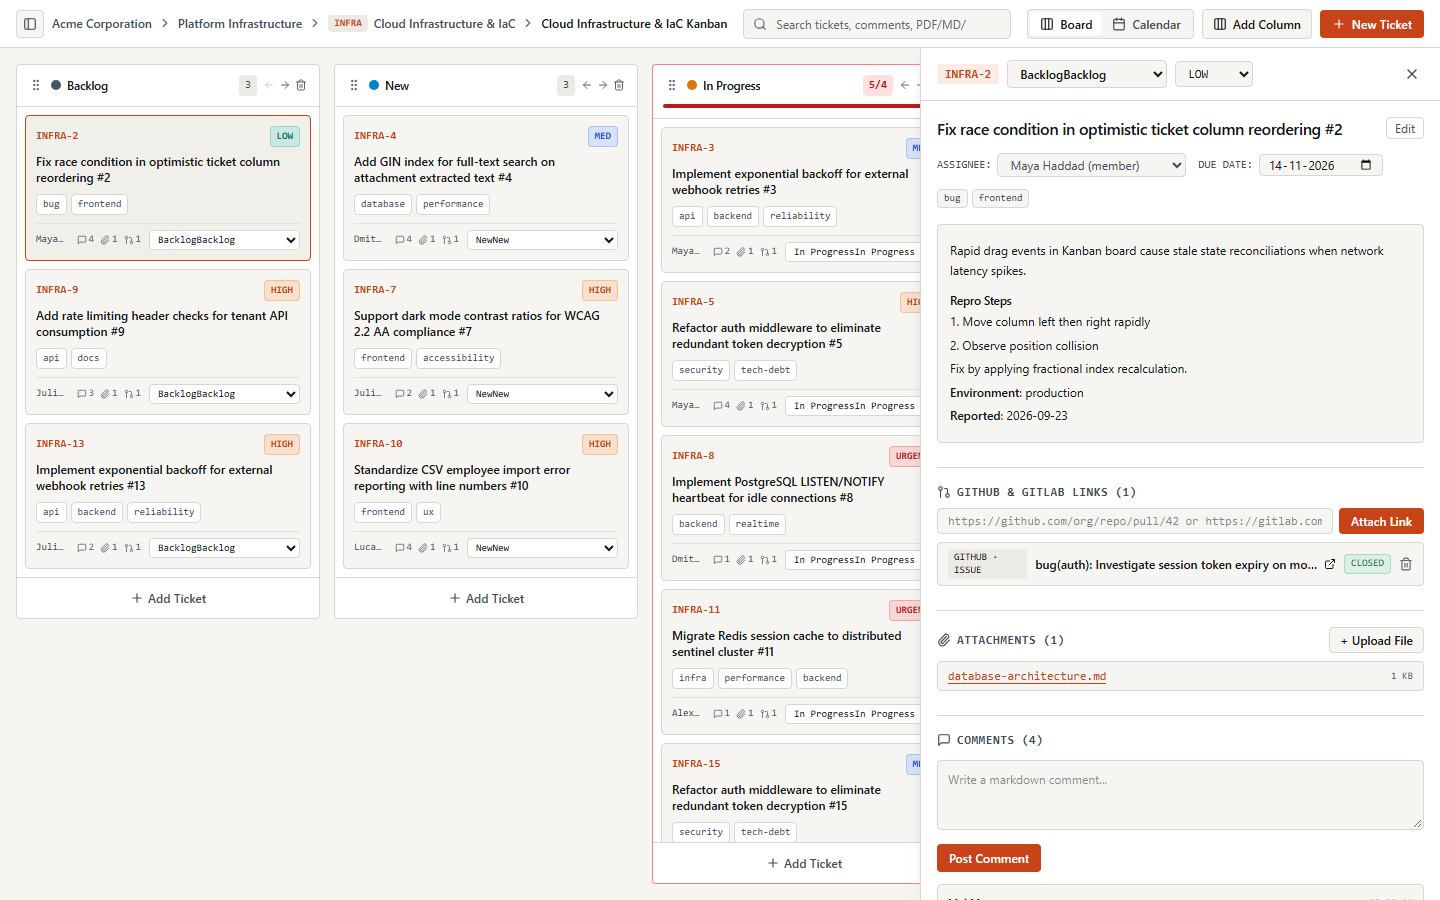 Acme Corporation > Platform Infrastructure > INFRA Cloud Infrastructure & IaC > Cloud Infrastructure & IaC Kanban
Search tickets, comments, PDF/MD/
Board
Calendar
Add Column
New Ticket
Backlog
3
INFRA-2
LOW
Fix race condition in optimistic ticket column
reordering #2
bug
frontend
Maya…
4
1
1
BacklogBacklog
INFRA-9
HIGH
Add rate limiting header checks for tenant API
consumption #9
api
docs
Juli…
3
1
1
BacklogBacklog
INFRA-13
HIGH
Implement exponential backoff for external
webhook retries #13
api
backend
reliability
Juli…
2
1
1
BacklogBacklog
+ Add Ticket
New
3
INFRA-4
MED
Add GIN index for full-text search on
attachment extracted text #4
database
performance
Dmit…
4
1
1
NewNew
INFRA-7
HIGH
Support dark mode contrast ratios for WCAG
2.2 AA compliance #7
frontend
accessibility
Juli…
2
1
1
NewNew
INFRA-10
HIGH
Standardize CSV employee import error
reporting with line numbers #10
frontend
ux
Luca…
4
1
1
NewNew
+ Add Ticket
In Progress
5/4
INFRA-3
Implement exponential backoff for external
webhook retries #3
api
backend
reliability
Maya…
2
1
1
In ProgressIn Progress
INFRA-5
Refactor auth middleware to eliminate
redundant token decryption #5
security
tech-debt
Maya…
4
1
1
In ProgressIn Progress
INFRA-8
Implement PostgreSQL LISTEN/NOTIFY
heartbeat for idle connections #8
backend
realtime
Dmit…
1
1
1
In ProgressIn Progress
INFRA-11
Migrate Redis session cache to distributed
sentinel cluster #11
infra
performance
backend
Alex…
1
1
1
In ProgressIn Progress
INFRA-15
Refactor auth middleware to eliminate
redundant token decryption #15
security
tech-debt
+ Add Ticket
INFRA-2
BacklogBacklog
LOW
Fix race condition in optimistic ticket column reordering #2
Edit
ASSIGNEE: Maya Haddad (member)
DUE DATE: 14-11-2026
bug
frontend
Rapid drag events in Kanban board cause stale state reconciliations when network
latency spikes.
Repro Steps
1. Move column left then right rapidly
2. Observe position collision
Fix by applying fractional index recalculation.
Environment: production
Reported: 2026-09-23
GITHUB & GITLAB LINKS (1)
https://github.com/org/repo/pull/42 or https://gitlab.com
Attach Link
GITHUB ·
ISSUE
bug(auth): Investigate session token expiry on mo...
CLOSED
ATTACHMENTS (1)
+ Upload File
database-architecture.md
1 KB
COMMENTS (4)
Write a markdown comment...
Post Comment